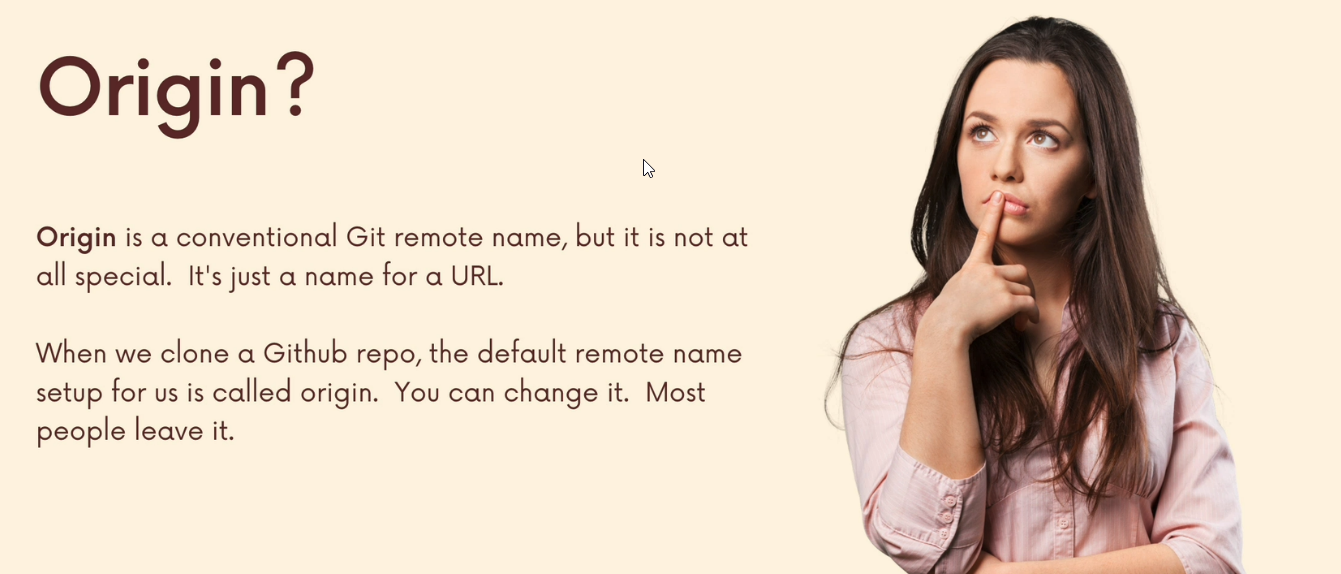 Origin?
Origin is a conventional Git remote name, but it is not at
all special.  It's just a name for a URL.
When we clone a Github repo, the default remote name
setup for us is called origin.  You can change it.  Most
people leave it.